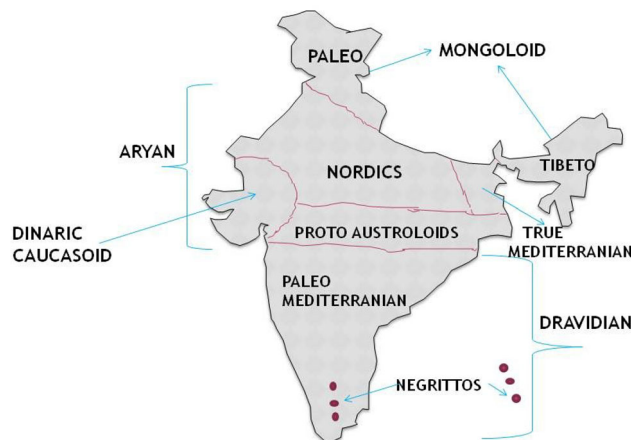 PALEO
MONGOLOID
ARYAN
NORDICS
TIBETO
DINARIC
CAUCASOID
PROTO AUSTROLOIDS
TRUE
MEDITERRANIAN
PALEO
MEDITERRANIAN
DRAVIDIAN
NEGRITTOS